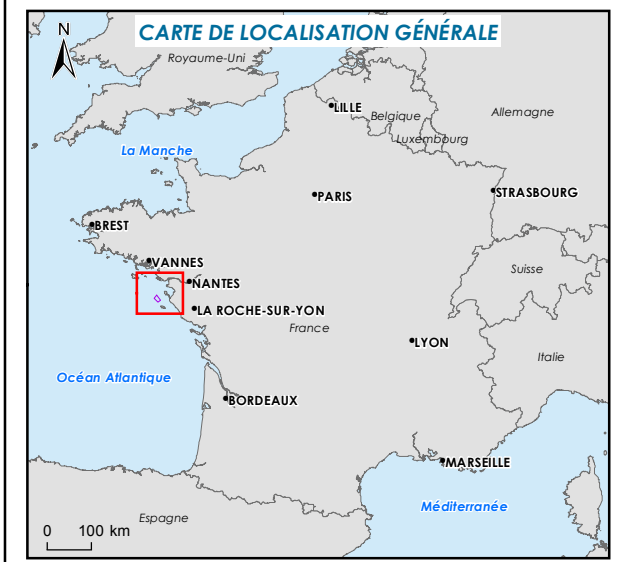 CARTE DE LOCALISATION GÉNÉRALE
N
Royaume-Uni
LILLE
Belgique
Allemagne
Luxembourg
La Manche
PARIS
STRASBOURG
BREST
VANNES
Suisse
NANTES
LA ROCHE-SUR-YON
France
LYON
Italie
Océan Atlantique
BORDEAUX
MARSEILLE
Méditerranée
Espagne
0 100 km